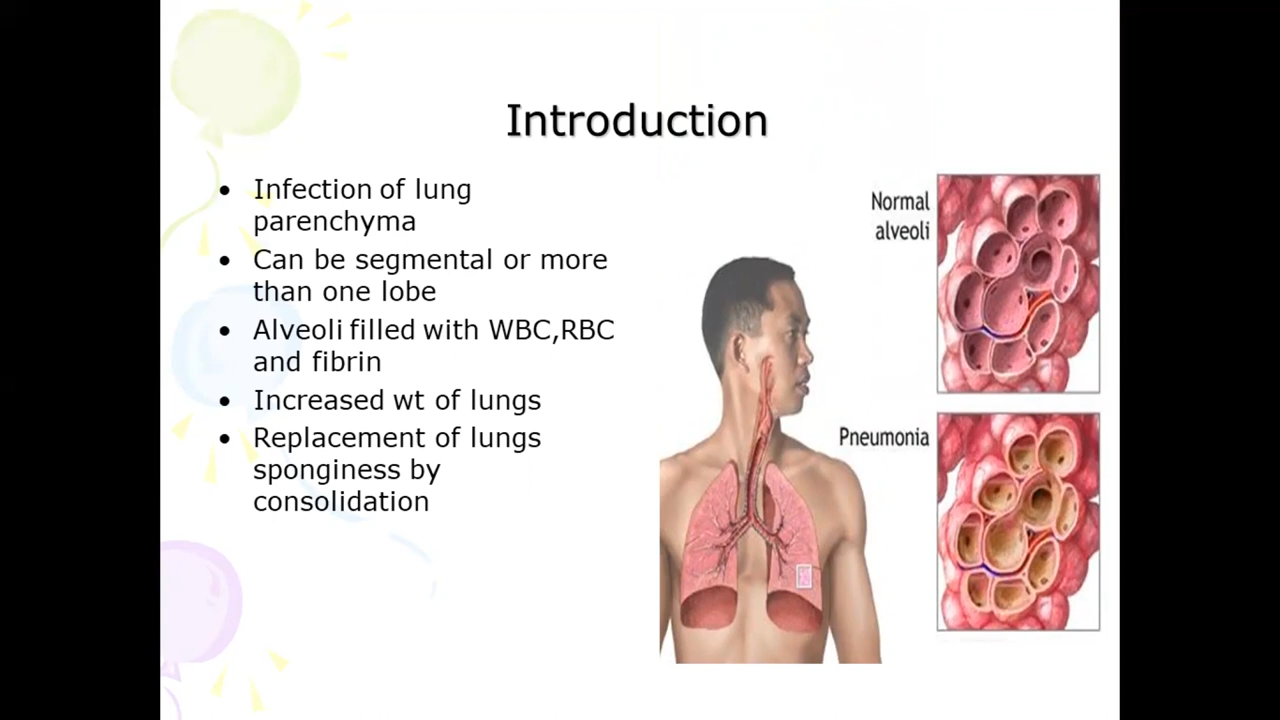 Introduction
• Infection of lung
parenchyma
• Can be segmental or more
than one lobe
• Alveoli filled with WBC,RBC
and fibrin
• Increased wt of lungs
• Replacement of lungs
sponginess by
consolidation
Normal
alveoli
Pneumonia